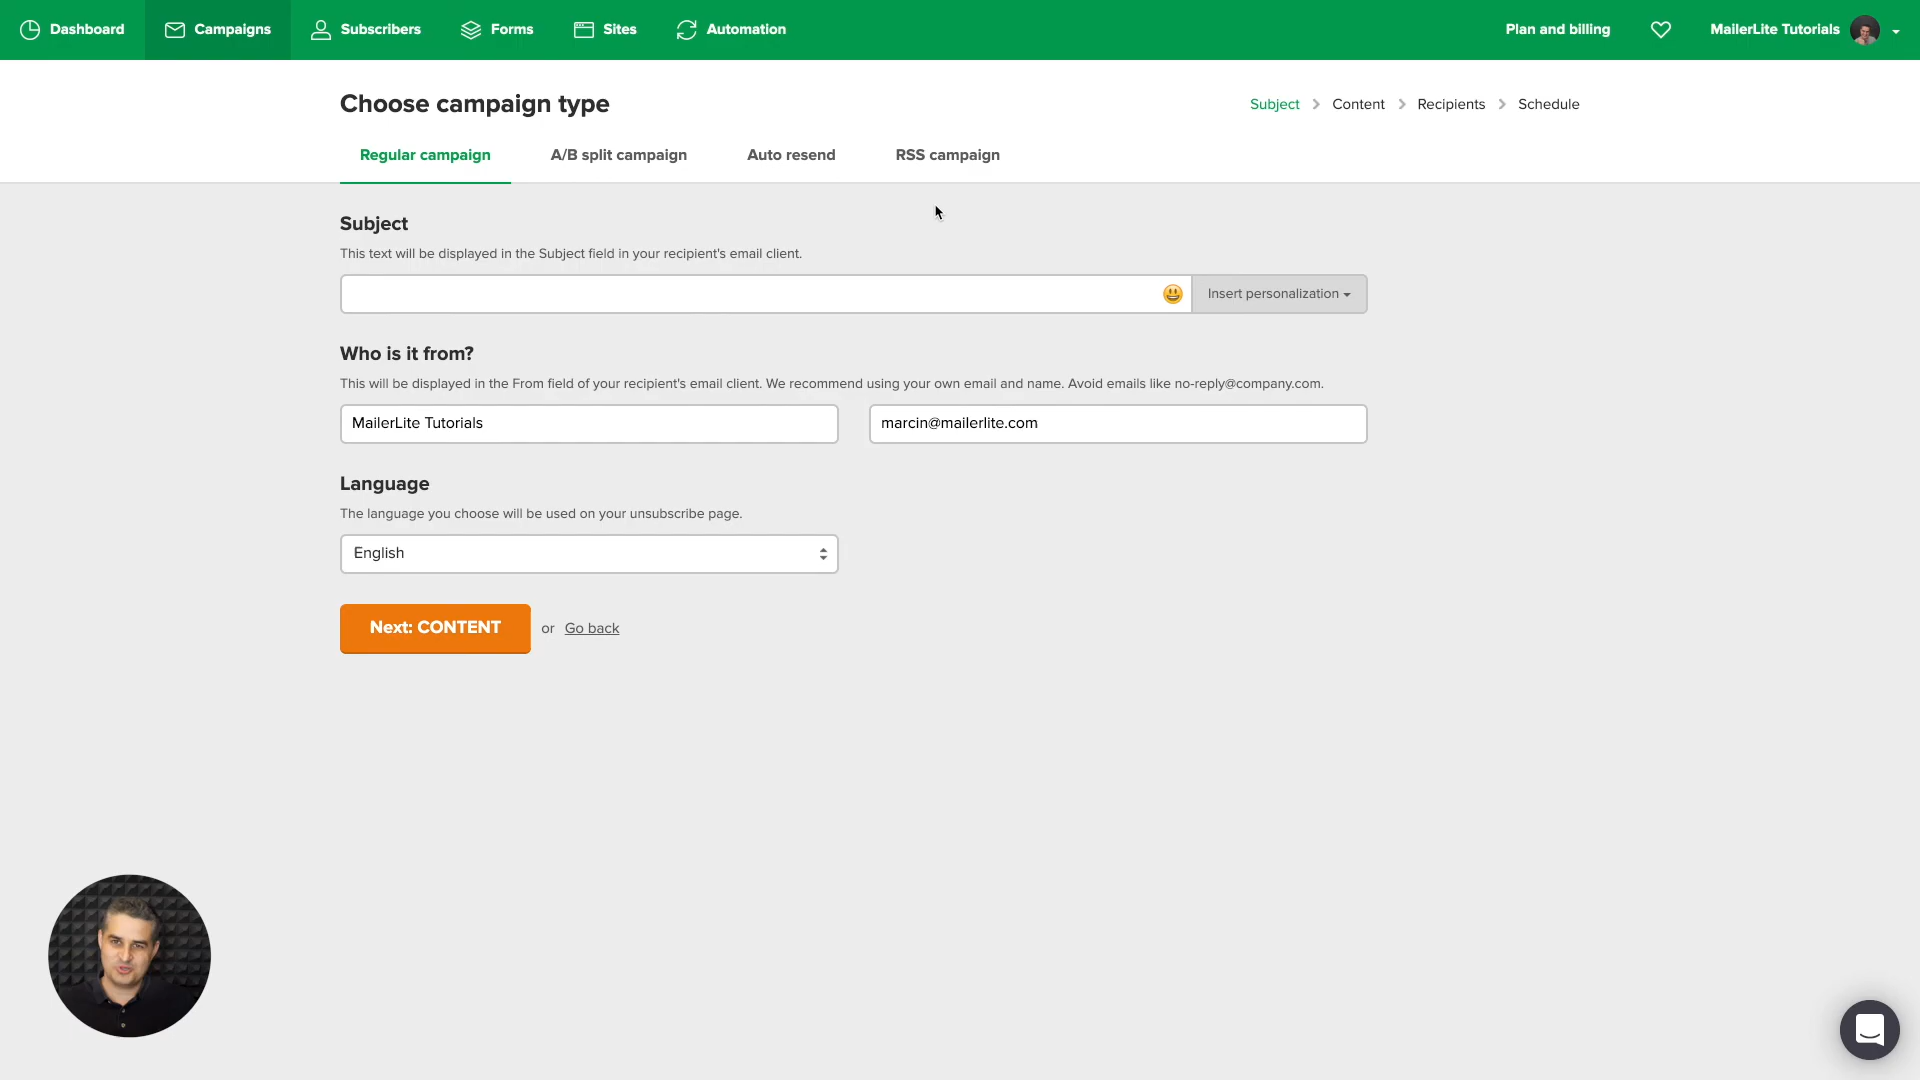 Dashboard
Campaigns
Subscribers
Forms
Sites
Automation
Plan and billing
MailerLite Tutorials
Choose campaign type
Subject
Content
Recipients
Schedule
Regular campaign
A/B split campaign
Auto resend
RSS campaign
Subject
This text will be displayed in the Subject field in your recipient's email client.
Insert personalization
Who is it from?
This will be displayed in the From field of your recipient's email client. We recommend using your own email and name. Avoid emails like no-reply@company.com.
MailerLite Tutorials
marcin@mailerlite.com
Language
The language you choose will be used on your unsubscribe page.
English
Next: CONTENT
or Go back